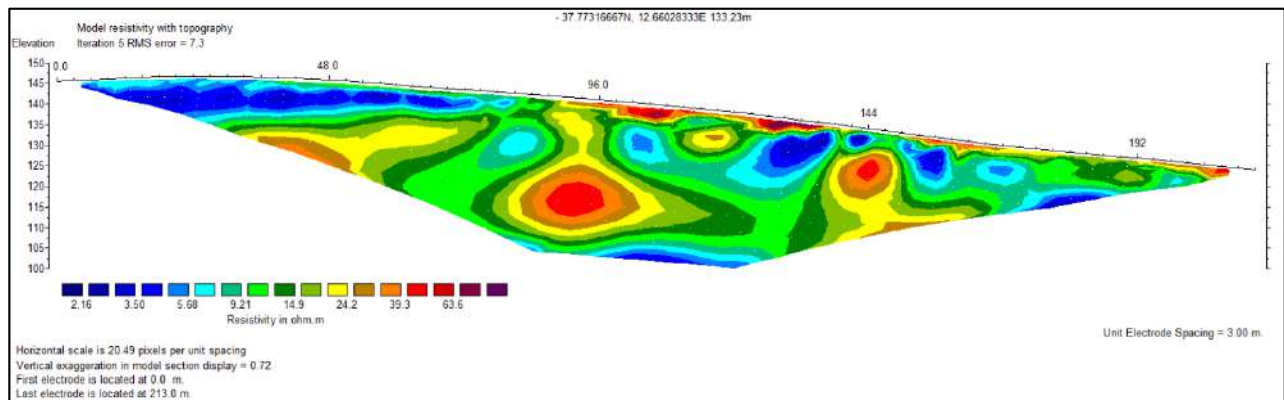 - 37.77316667N, 12.66028333E 133.23m
Model resistivity with topography
Elevation Iteration 5 RMS error = 7.3
150
145
140
135
130
125
120
115
110
105
100
0.0 48.0 96.0 144 192
2.16 3.50 5.68 9.21 14.9 24.2 39.3 63.6
Resistivity in ohm.m
Unit Electrode Spacing = 3.00 m.
Horizontal scale is 20.49 pixels per unit spacing
Vertical exaggeration in model section display = 0.72
First electrode is located at 0.0 m.
Last electrode is located at 213.0 m.